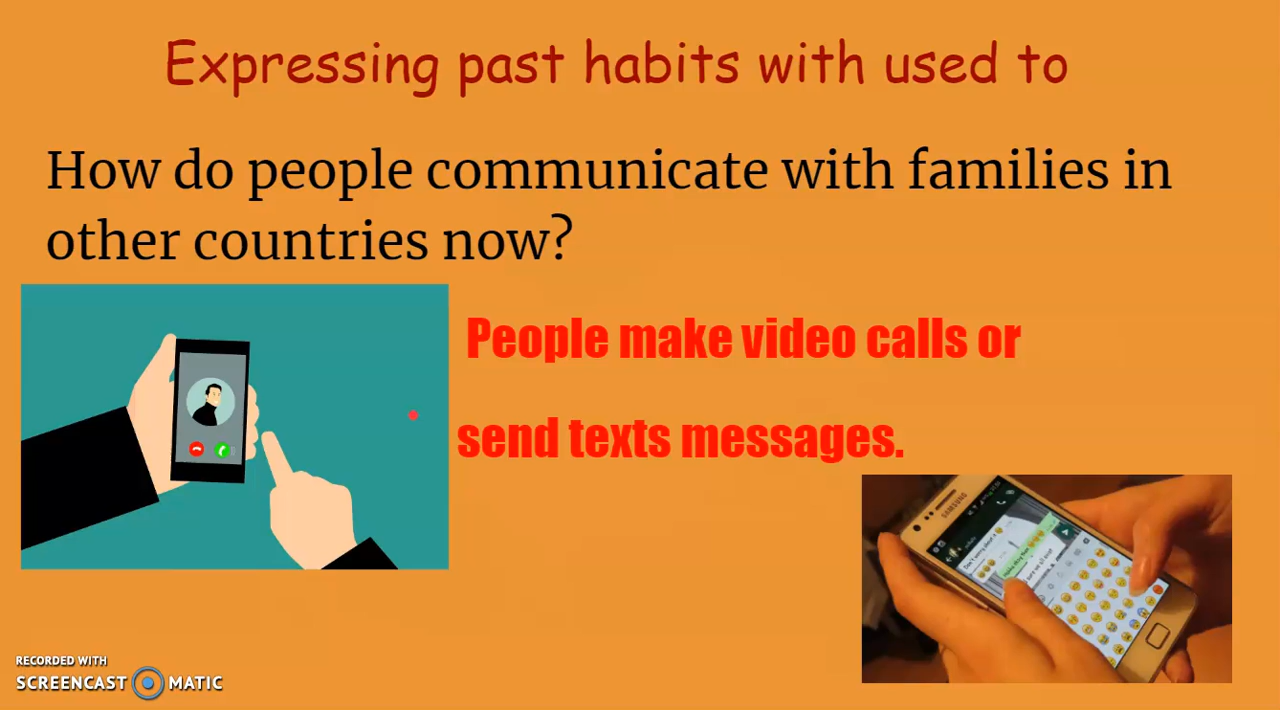 Expressing past habits with used to
How do people communicate with families in
other countries now?
People make video calls or
send texts messages.
SAMSUNG
RECORDED WITH
SCREENCAST MATIC